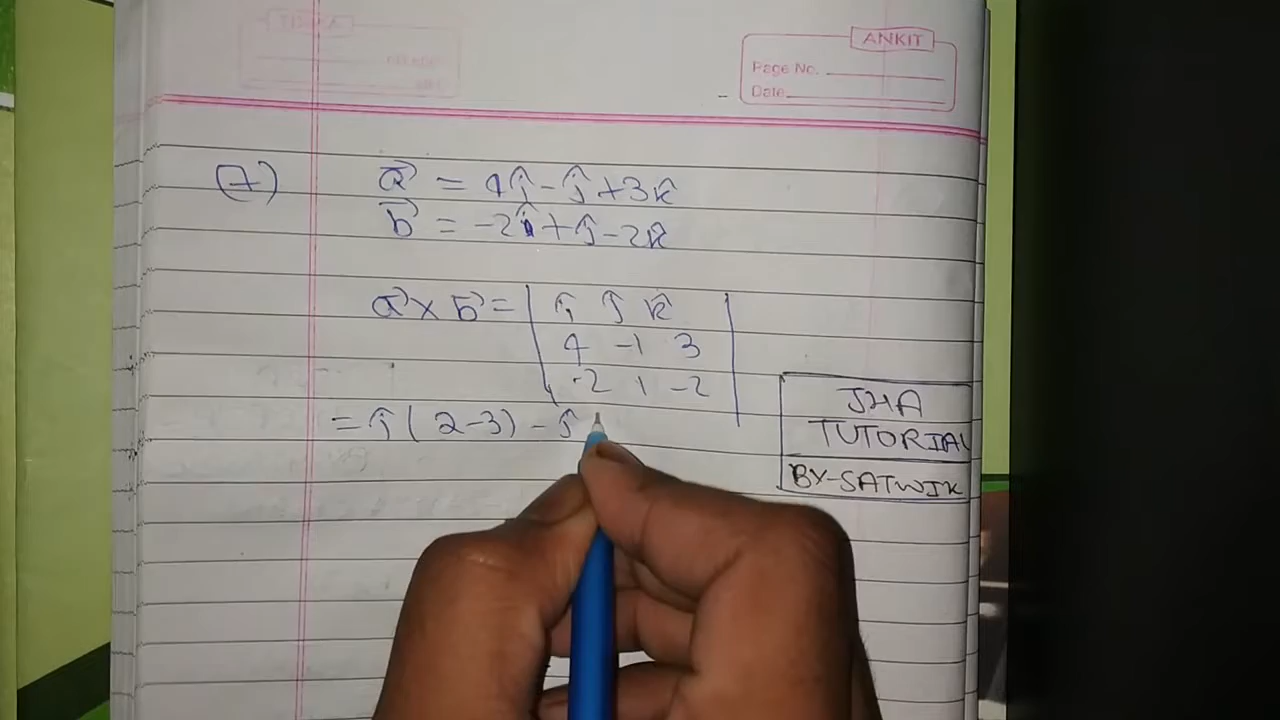 ANKIT
Page No.
Date
(7) a⃗ = 4î - ĵ + 3k̂
b⃗ = -2î + ĵ - 2k̂
a⃗ × b⃗ = | î ĵ k̂ |
4 -1 3
-2 1 -2
= î ( 2-3) - ĵ
JHA
TUTORIAL
BY-SATWIK